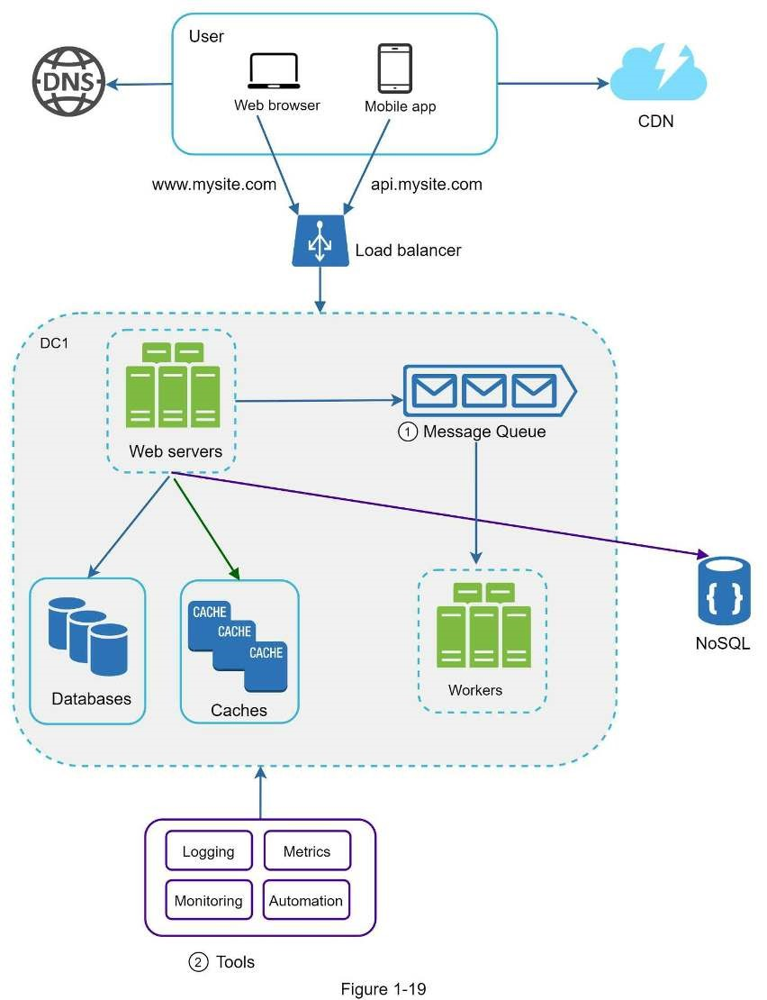 User
DNS
Web browser
Mobile app
CDN
www.mysite.com
api.mysite.com
Load balancer
DC1
Web servers
1 Message Queue
CACHE
CACHE
CACHE
Databases
Caches
Workers
{ }
NoSQL
Logging
Metrics
Monitoring
Automation
2 Tools
Figure 1-19